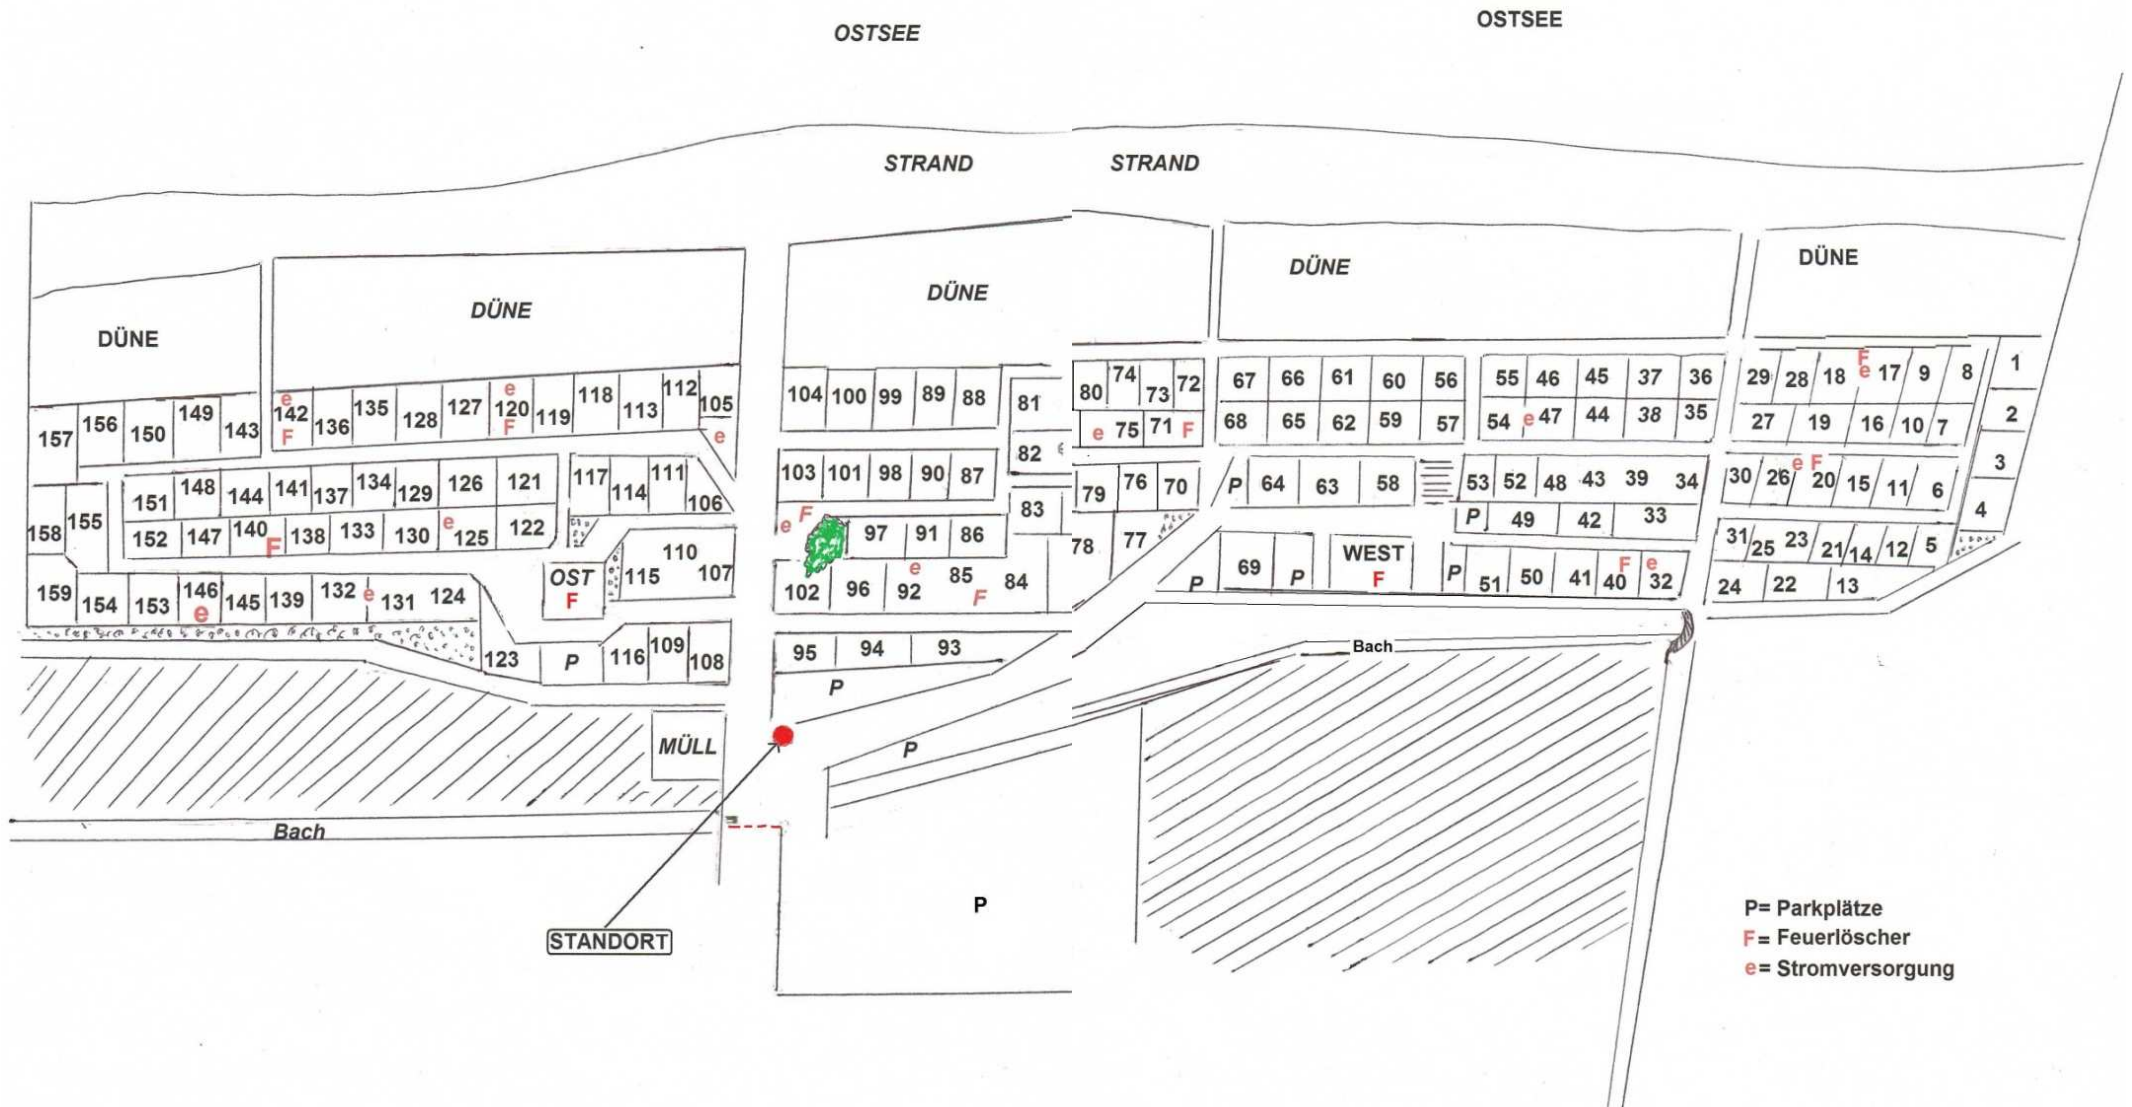 OSTSEE OSTSEE
STRAND STRAND
DÜNE DÜNE DÜNE DÜNE DÜNE
157 156 150 149 143
e
142
F
136 135 128 127
e
120
F
119 118 113 112 105
e
104 100 99 89 88 81
80 74 73 72
e 75 71 F
67 66 61 60 56
68 65 62 59 57
55 46 45 37 36
54 e 47 44 38 35
29 28 18 F e 17 9 8 1
27 19 16 10 7 2
158 155
151 148 144 141 137 134 129 126 121
152 147 140 F 138 133 130 e 125 122
117 114 111 106
103 101 98 90 87 82 e
79 76 70
P 64 63 58
53 52 48 43 39 34
30 26 e F 20 15 11 6 3
4
OST
F
115 110 107
e F 97 91 86 83
78 77
P 49 42 33
31 25 23 21 14 12 5
159 154 153 146 e 145 139 132 e 131 124
102 96 e 92 85 F 84
P 69 P
WEST
F
P 51 50 41 F 40 e 32
24 22 13
123 P 116 109 108
95 94 93
P
Bach
MÜLL
P
Bach
P
STANDORT
P= Parkplätze
F= Feuerlöscher
e= Stromversorgung